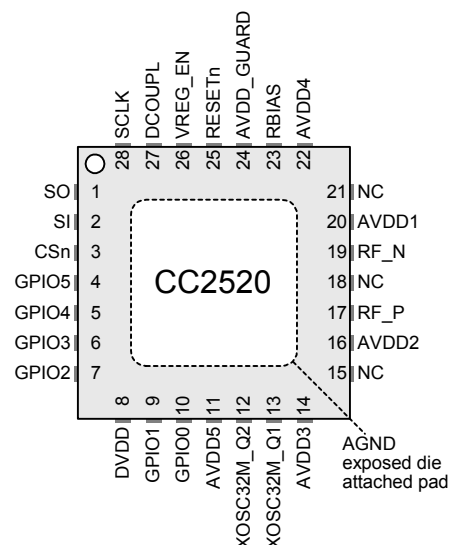 SCLK
DCOUPL
VREG_EN
RESETn
AVDD_GUARD
RBIAS
AVDD4
28
27
26
25
24
23
22
SO 1
SI 2
CSn 3
GPIO5 4
GPIO4 5
GPIO3 6
GPIO2 7
CC2520
21 NC
20 AVDD1
19 RF_N
18 NC
17 RF_P
16 AVDD2
15 NC
8
9
10
11
12
13
14
DVDD
GPIO1
GPIO0
AVDD5
XOSC32M_Q2
XOSC32M_Q1
AVDD3
AGND
exposed die
attached pad